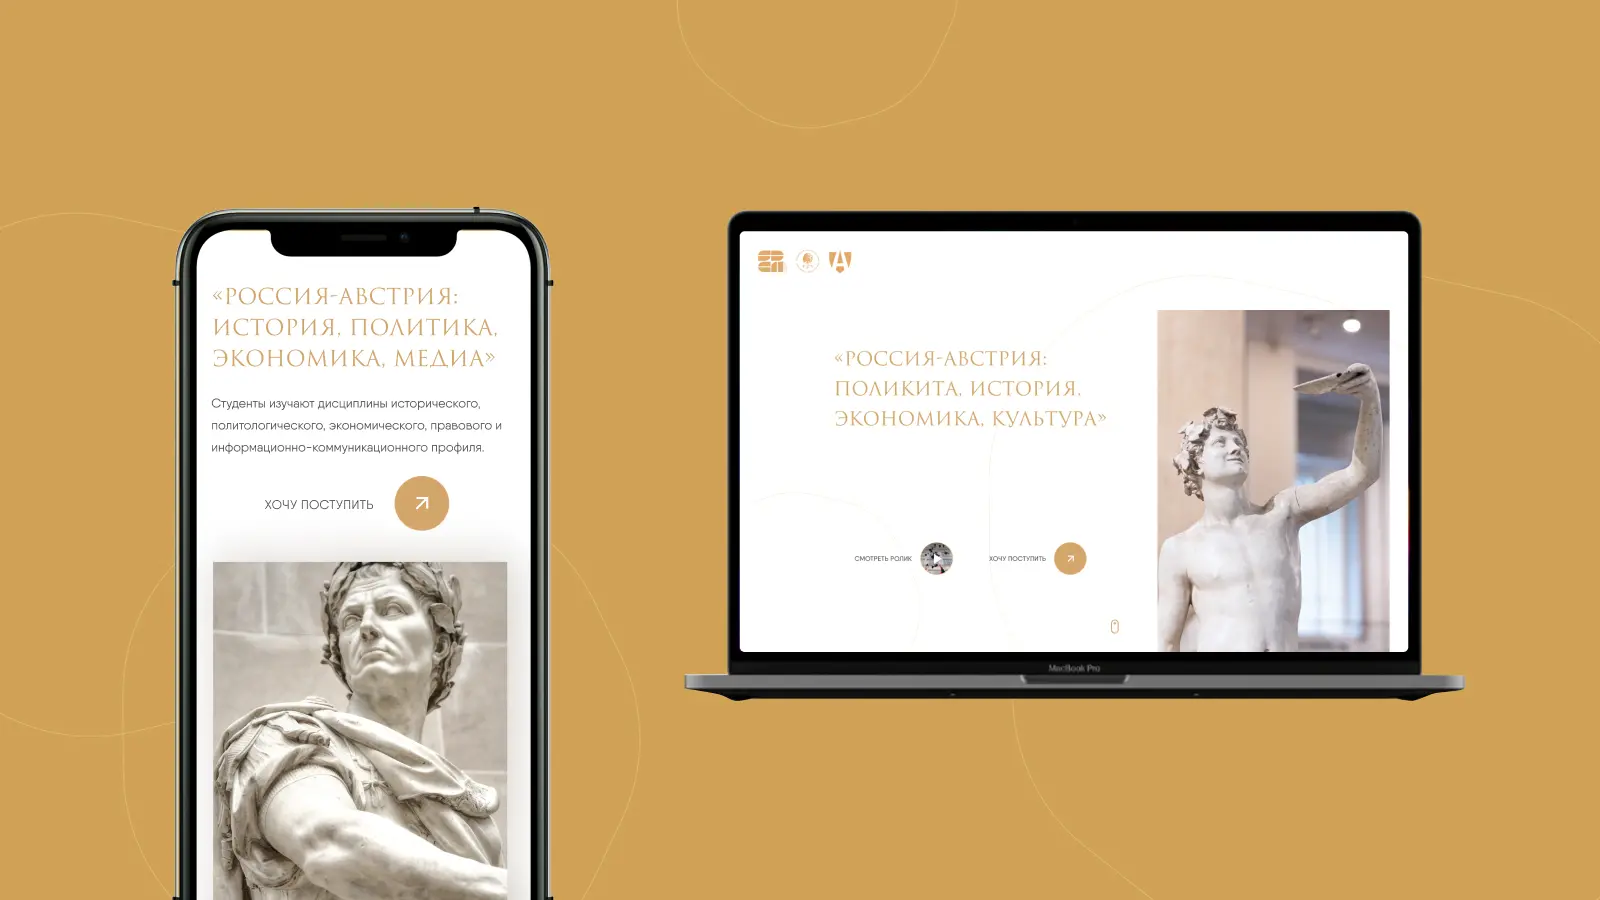 «РОССИЯ-АВСТРИЯ:
ИСТОРИЯ, ПОЛИТИКА,
ЭКОНОМИКА, МЕДИА»
Студенты изучают дисциплины исторического,
политологического, экономического, правового и
информационно-коммуникационного профиля.
ХОЧУ ПОСТУПИТЬ
«РОССИЯ-АВСТРИЯ:
ПОЛИКИТА, ИСТОРИЯ,
ЭКОНОМИКА, КУЛЬТУРА»
СМОТРЕТЬ РОЛИК
ХОЧУ ПОСТУПИТЬ
MacBook Pro